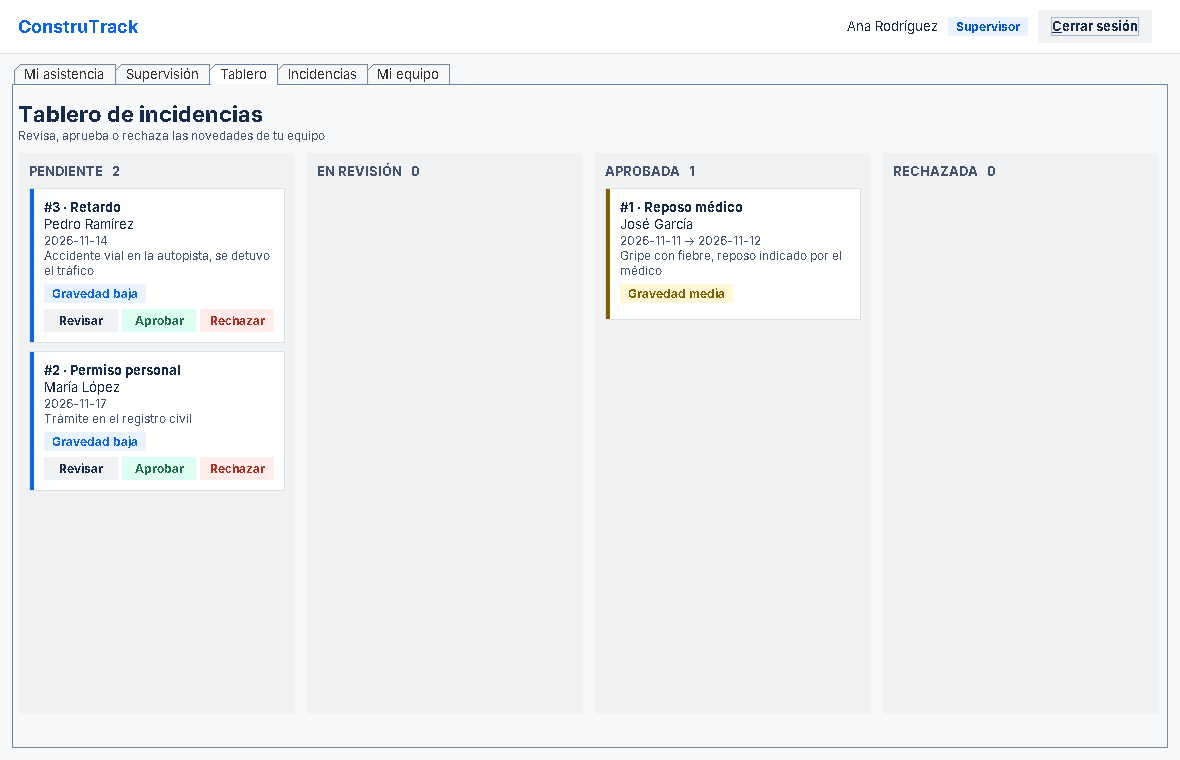 ConstruTrack
Ana Rodríguez Supervisor Cerrar sesión
Mi asistencia Supervisión Tablero Incidencias Mi equipo
Tablero de incidencias
Revisa, aprueba o rechaza las novedades de tu equipo
PENDIENTE 2
#3 · Retardo
Pedro Ramírez
2026-11-14
Accidente vial en la autopista, se detuvo
el tráfico
Gravedad baja
Revisar Aprobar Rechazar
#2 · Permiso personal
María López
2026-11-17
Trámite en el registro civil
Gravedad baja
Revisar Aprobar Rechazar
EN REVISIÓN 0
APROBADA 1
#1 · Reposo médico
José García
2026-11-11 → 2026-11-12
Gripe con fiebre, reposo indicado por el
médico
Gravedad media
RECHAZADA 0